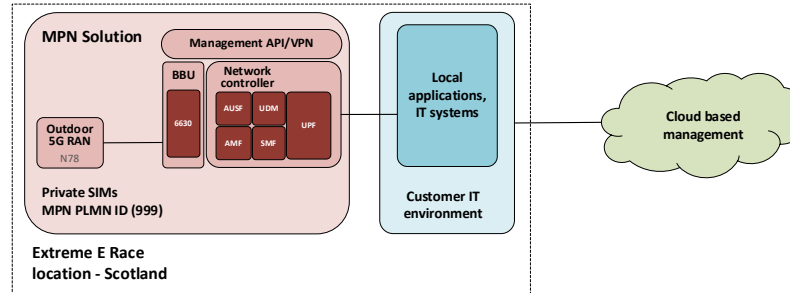 MPN Solution
Management API/VPN
BBU
6630
Network
controller
AUSF
UDM
UPF
AMF
SMF
Outdoor
5G RAN
N78
Private SIMs
MPN PLMN ID (999)
Local
applications,
IT systems
Customer IT
environment
Cloud based
management
Extreme E Race
location - Scotland